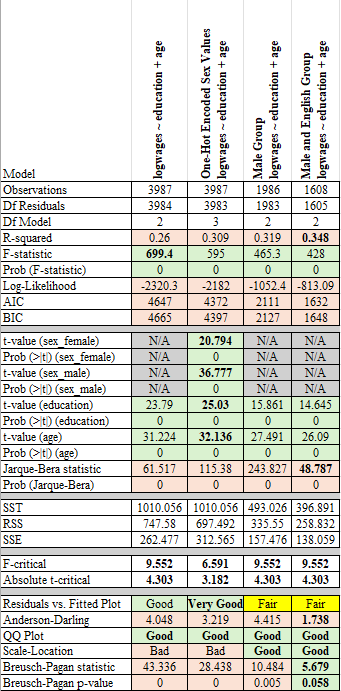 Model
logwages ~ education + age
One-Hot Encoded Sex Values
logwages ~ education + age
Male Group
logwages ~ education + age
Male and English Group
logwages ~ education + age
Observations 3987 3987 1986 1608
Df Residuals 3984 3983 1983 1605
Df Model 2 3 2 2
R-squared 0.26 0.309 0.319 0.348
F-statistic 699.4 595 465.3 428
Prob (F-statistic) 0 0 0 0
Log-Likelihood -2320.3 -2182 -1052.4 -813.09
AIC 4647 4372 2111 1632
BIC 4665 4397 2127 1648
t-value (sex_female) N/A 20.794 N/A N/A
Prob (>|t|) (sex_female) N/A 0 N/A N/A
t-value (sex_male) N/A 36.777 N/A N/A
Prob (>|t|) (sex_male) N/A 0 N/A N/A
t-value (education) 23.79 25.03 15.861 14.645
Prob (>|t|) (education) 0 0 0 0
t-value (age) 31.224 32.136 27.491 26.09
Prob (>|t|) (age) 0 0 0 0
Jarque-Bera statistic 61.517 115.38 243.827 48.787
Prob (Jarque-Bera) 0 0 0 0
SST 1010.056 1010.056 493.026 396.891
RSS 747.58 697.492 335.55 258.832
SSE 262.477 312.565 157.476 138.059
F-critical 9.552 6.591 9.552 9.552
Absolute t-critical 4.303 3.182 4.303 4.303
Residuals vs. Fitted Plot Good Very Good Fair Fair
Anderson-Darling 4.048 3.219 4.415 1.738
QQ Plot Good Good Good Good
Scale-Location Bad Bad Good Good
Breusch-Pagan statistic 43.336 28.438 10.484 5.679
Breusch-Pagan p-value 0 0 0.005 0.058